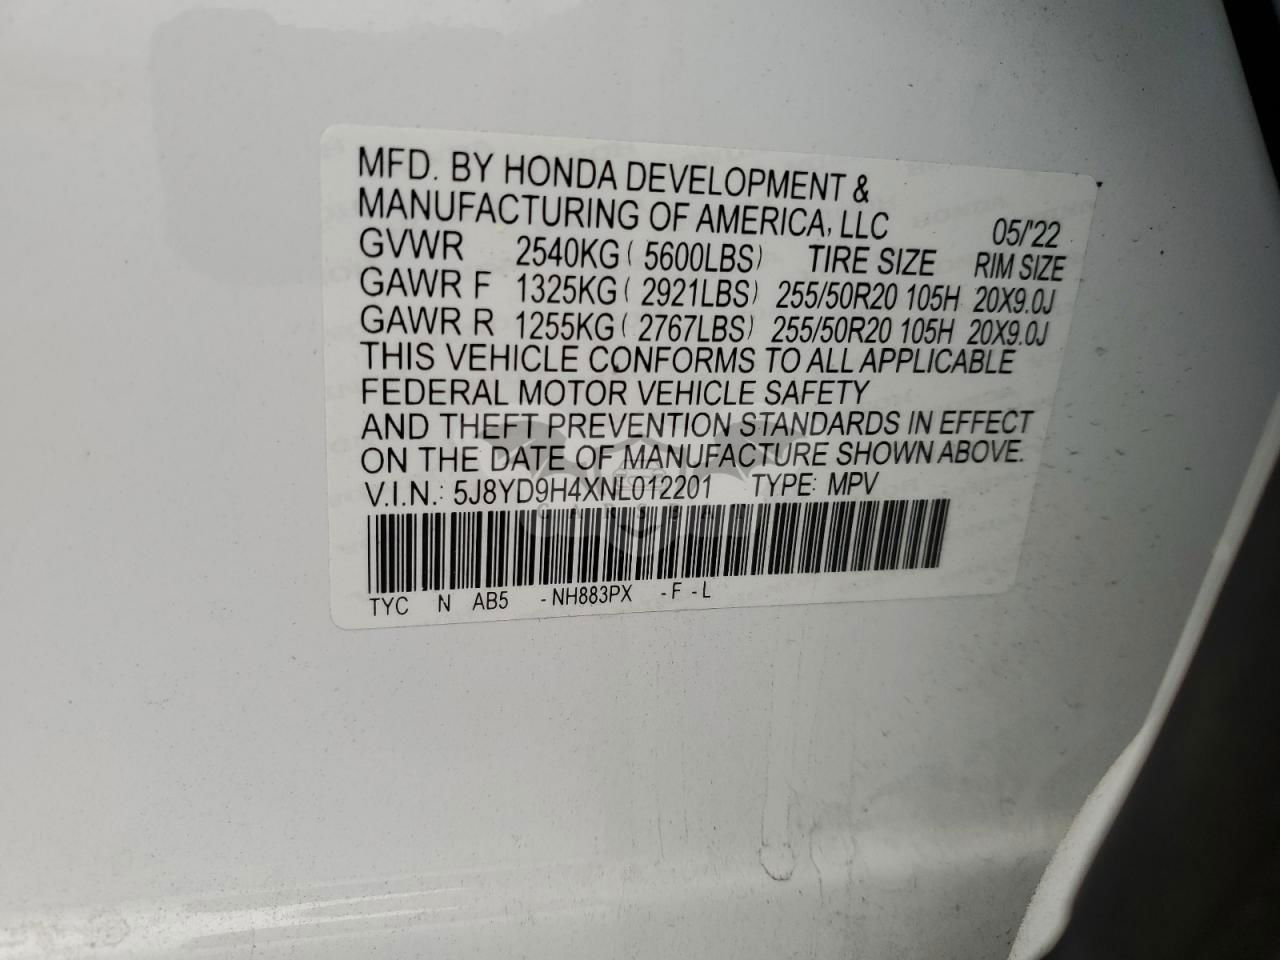 MFD. BY HONDA DEVELOPMENT &
MANUFACTURING OF AMERICA, LLC 05/'22
GVWR 2540KG ( 5600LBS) TIRE SIZE RIM SIZE
GAWR F 1325KG ( 2921LBS) 255/50R20 105H 20X9.0J
GAWR R 1255KG ( 2767LBS) 255/50R20 105H 20X9.0J
THIS VEHICLE CONFORMS TO ALL APPLICABLE
FEDERAL MOTOR VEHICLE SAFETY
AND THEFT PREVENTION STANDARDS IN EFFECT
ON THE DATE OF MANUFACTURE SHOWN ABOVE.
V.I.N.: 5J8YD9H4XNL012201 TYPE: MPV
TYC N AB5 -NH883PX -F -L